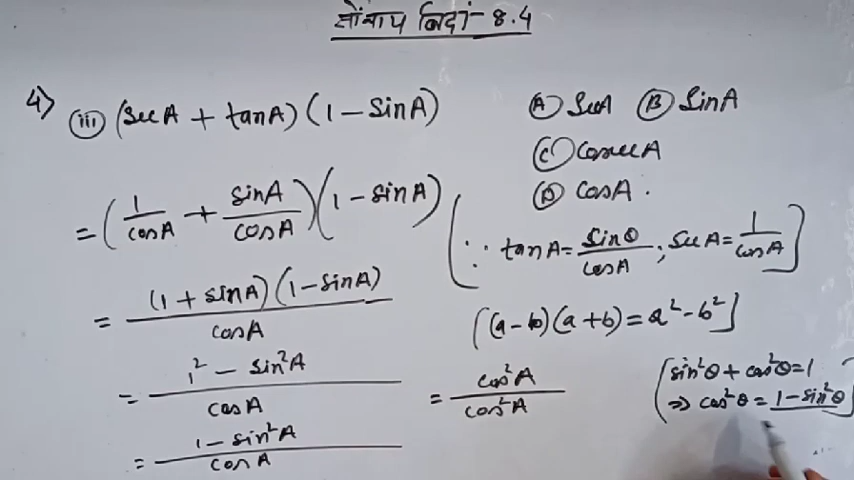 8.4
4) (iii) (secA + tanA) (1 - sinA)
(A) SecA (B) SinA
(C) CosecA
(D) CosA.
= (1/cosA + sinA/cosA) (1 - sinA)
[∵ tanA = sinθ/cosA ; secA = 1/cosA]
= (1 + sinA) (1 - sinA) / cosA
[(a - b) (a + b) = a² - b²]
= 1² - sin²A / cosA
= cos²A / cos²A
[sin²θ + cos²θ = 1
⇒ cos²θ = 1 - sin²θ]
= 1 - sin²A / cosA